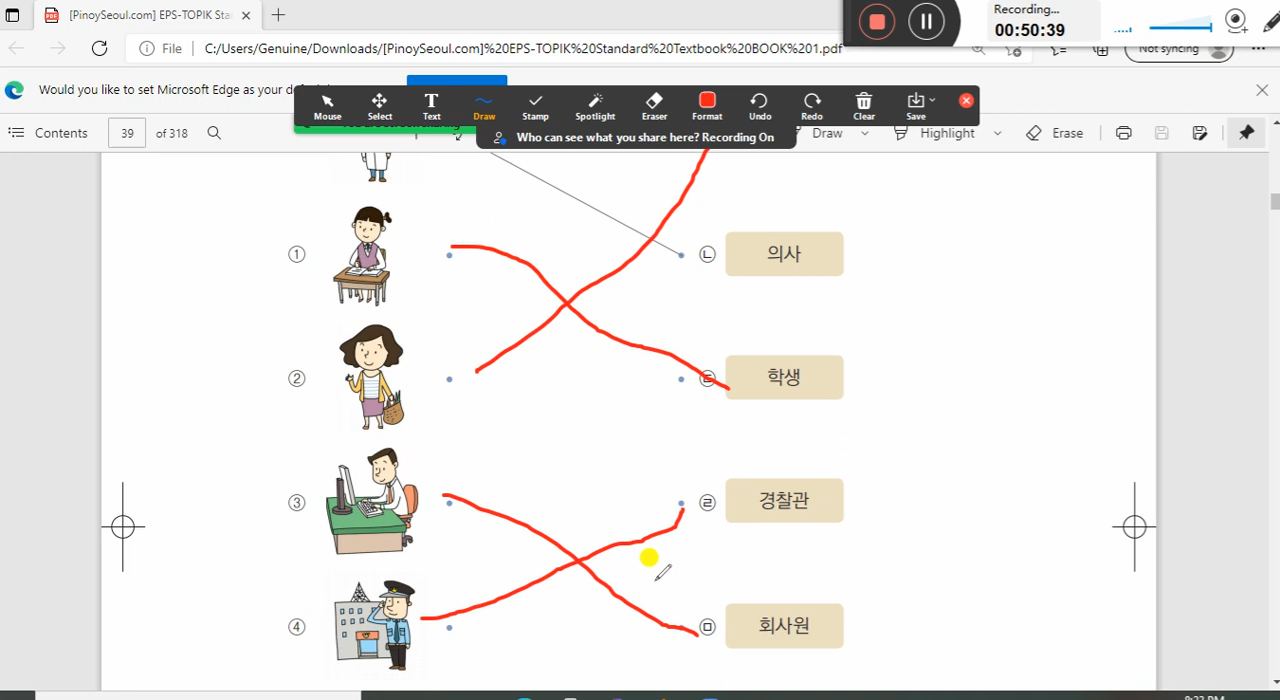 [PinoySeoul.com] EPS-TOPIK Sta
Recording...
00:50:39
File
C:/Users/Genuine/Downloads/[PinoySeoul.com]%20EPS-TOPIK%20Standard%20Textbook%20BOOK%201.pdf
Not syncing
Would you like to set Microsoft Edge as your de
Mouse Select Text Draw Stamp Spotlight Eraser Format Undo Redo Clear Save
Contents 39 of 318 Draw Highlight Erase
Who can see what you share here? Recording On
① ㉡ 의사
② ㉢ 학생
③ ㉣ 경찰관
④ ㉤ 회사원